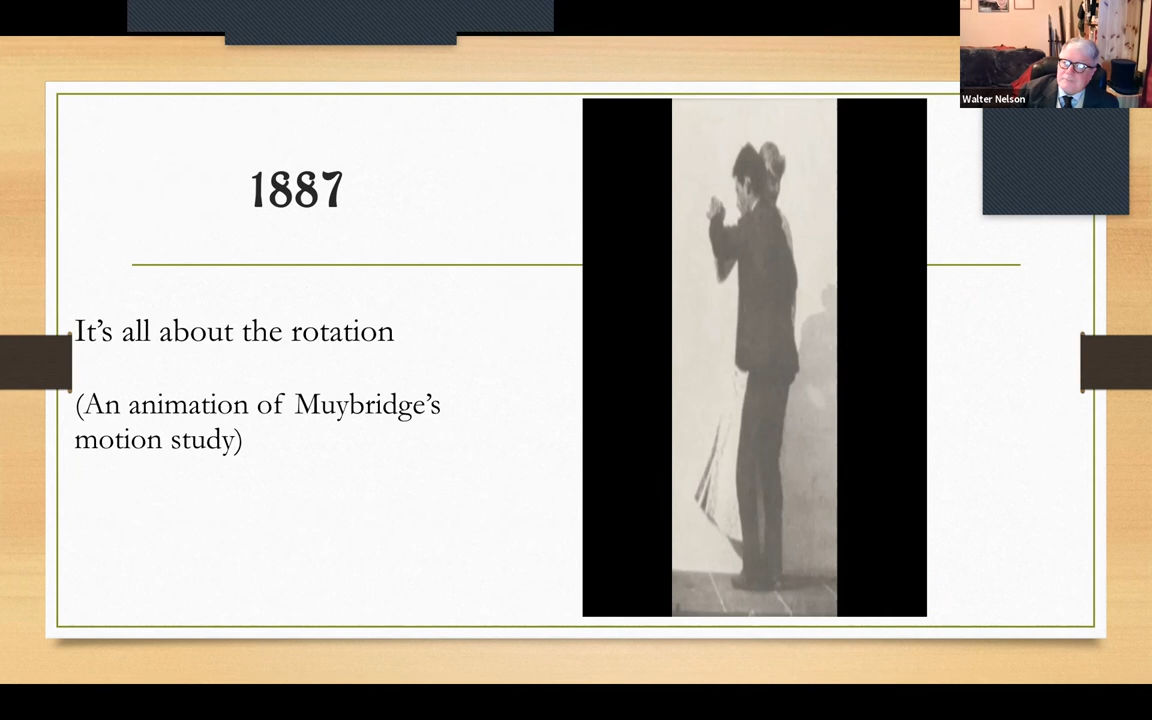 Walter Nelson
1887
It’s all about the rotation
(An animation of Muybridge’s
motion study)